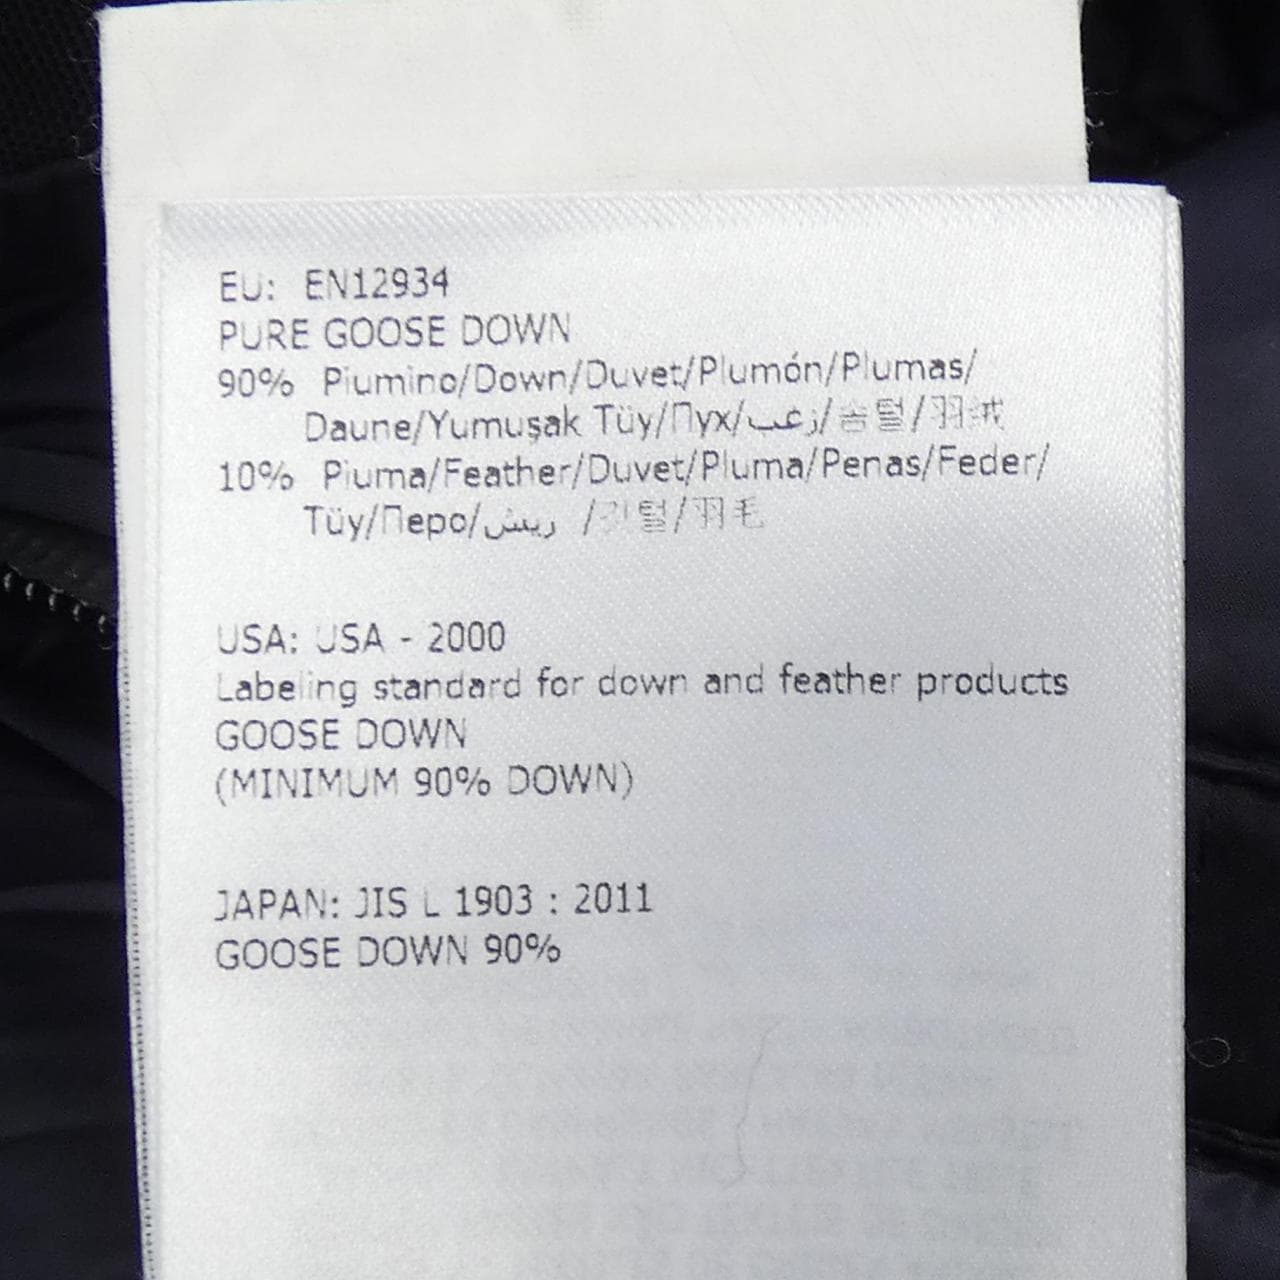 EU: EN12934
PURE GOOSE DOWN
90% Piumino/Down/Duvet/Plumón/Plumas/
Daune/Yumuşak Tüy/Пух/زغب/솜털/羽绒
10% Piuma/Feather/Duvet/Pluma/Penas/Feder/
Tüy/Перо/ريش /깃털/羽毛
USA: USA - 2000
Labeling standard for down and feather products
GOOSE DOWN
(MINIMUM 90% DOWN)
JAPAN: JIS L 1903 : 2011
GOOSE DOWN 90%